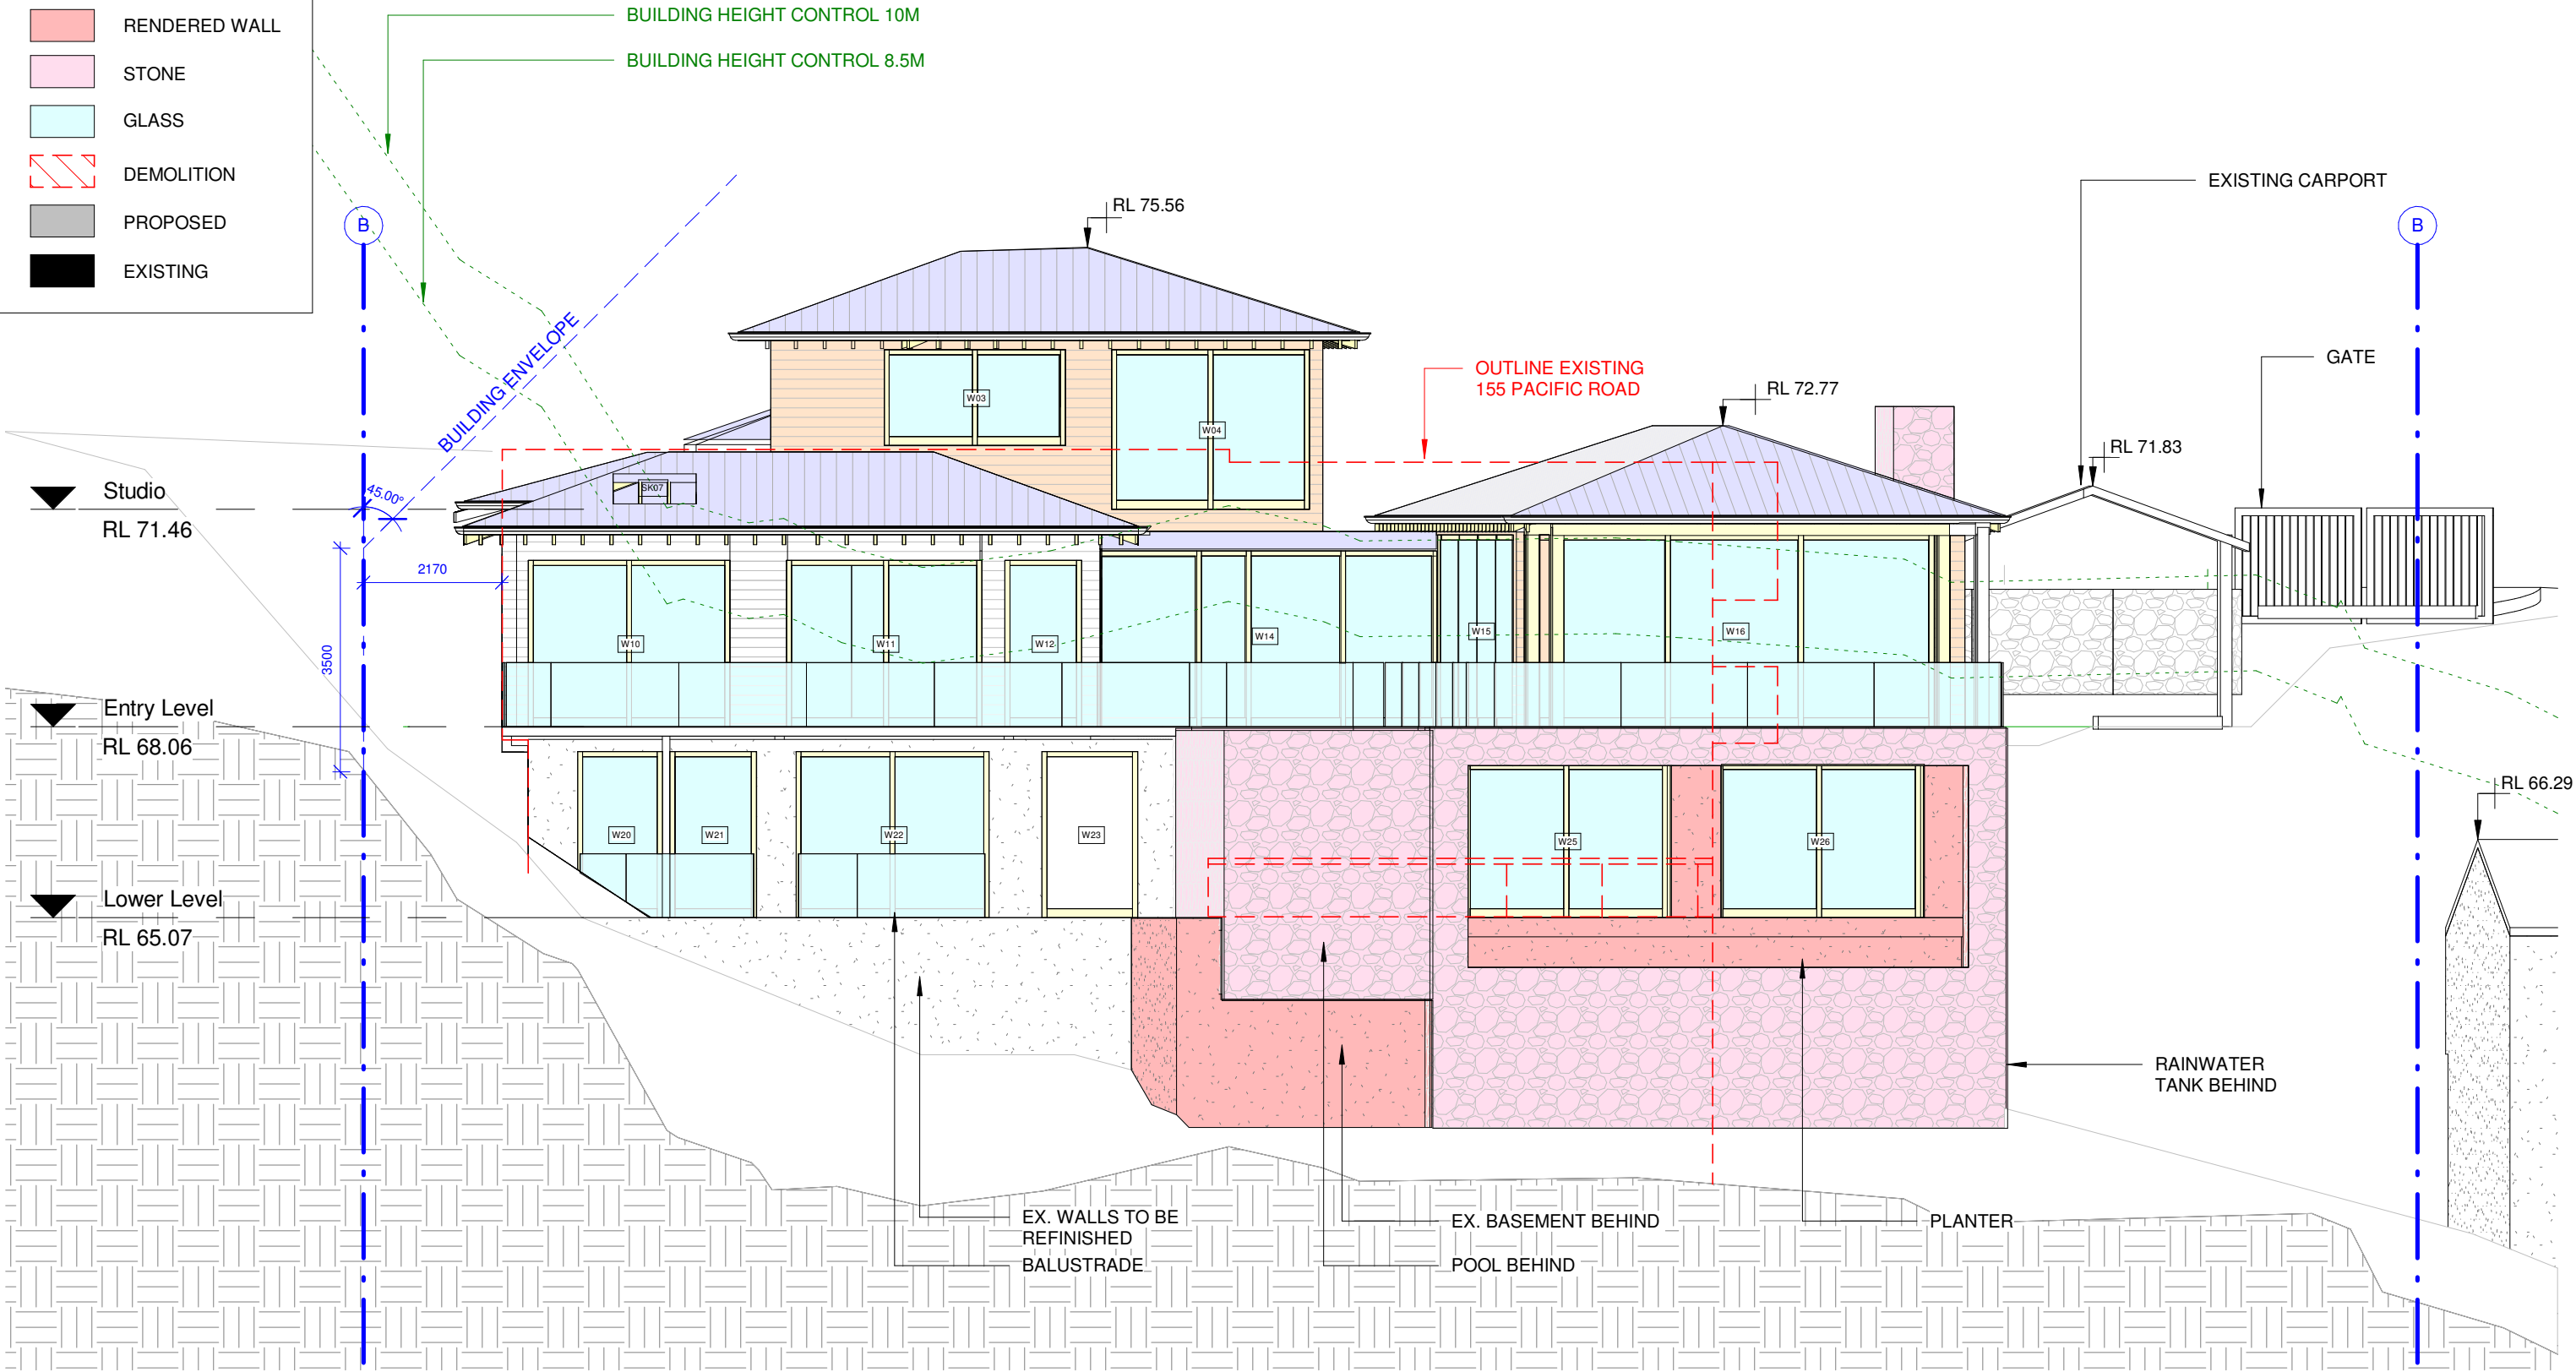 RENDERED WALL
STONE
GLASS
DEMOLITION
PROPOSED
EXISTING
BUILDING HEIGHT CONTROL 10M
BUILDING HEIGHT CONTROL 8.5M
EXISTING CARPORT
B
RL 75.56
B
BUILDING ENVELOPE
GATE
OUTLINE EXISTING
155 PACIFIC ROAD
RL 72.77
W03
W04
RL 71.83
Studio
RL 71.46
45.00°
SK07
2170
3500
W10
W11
W12
W14
W15
W16
Entry Level
RL 68.06
RL 66.29
W20
W21
W22
W23
W25
W26
Lower Level
RL 65.07
RAINWATER
TANK BEHIND
EX. WALLS TO BE
REFINISHED
BALUSTRADE
EX. BASEMENT BEHIND
POOL BEHIND
PLANTER